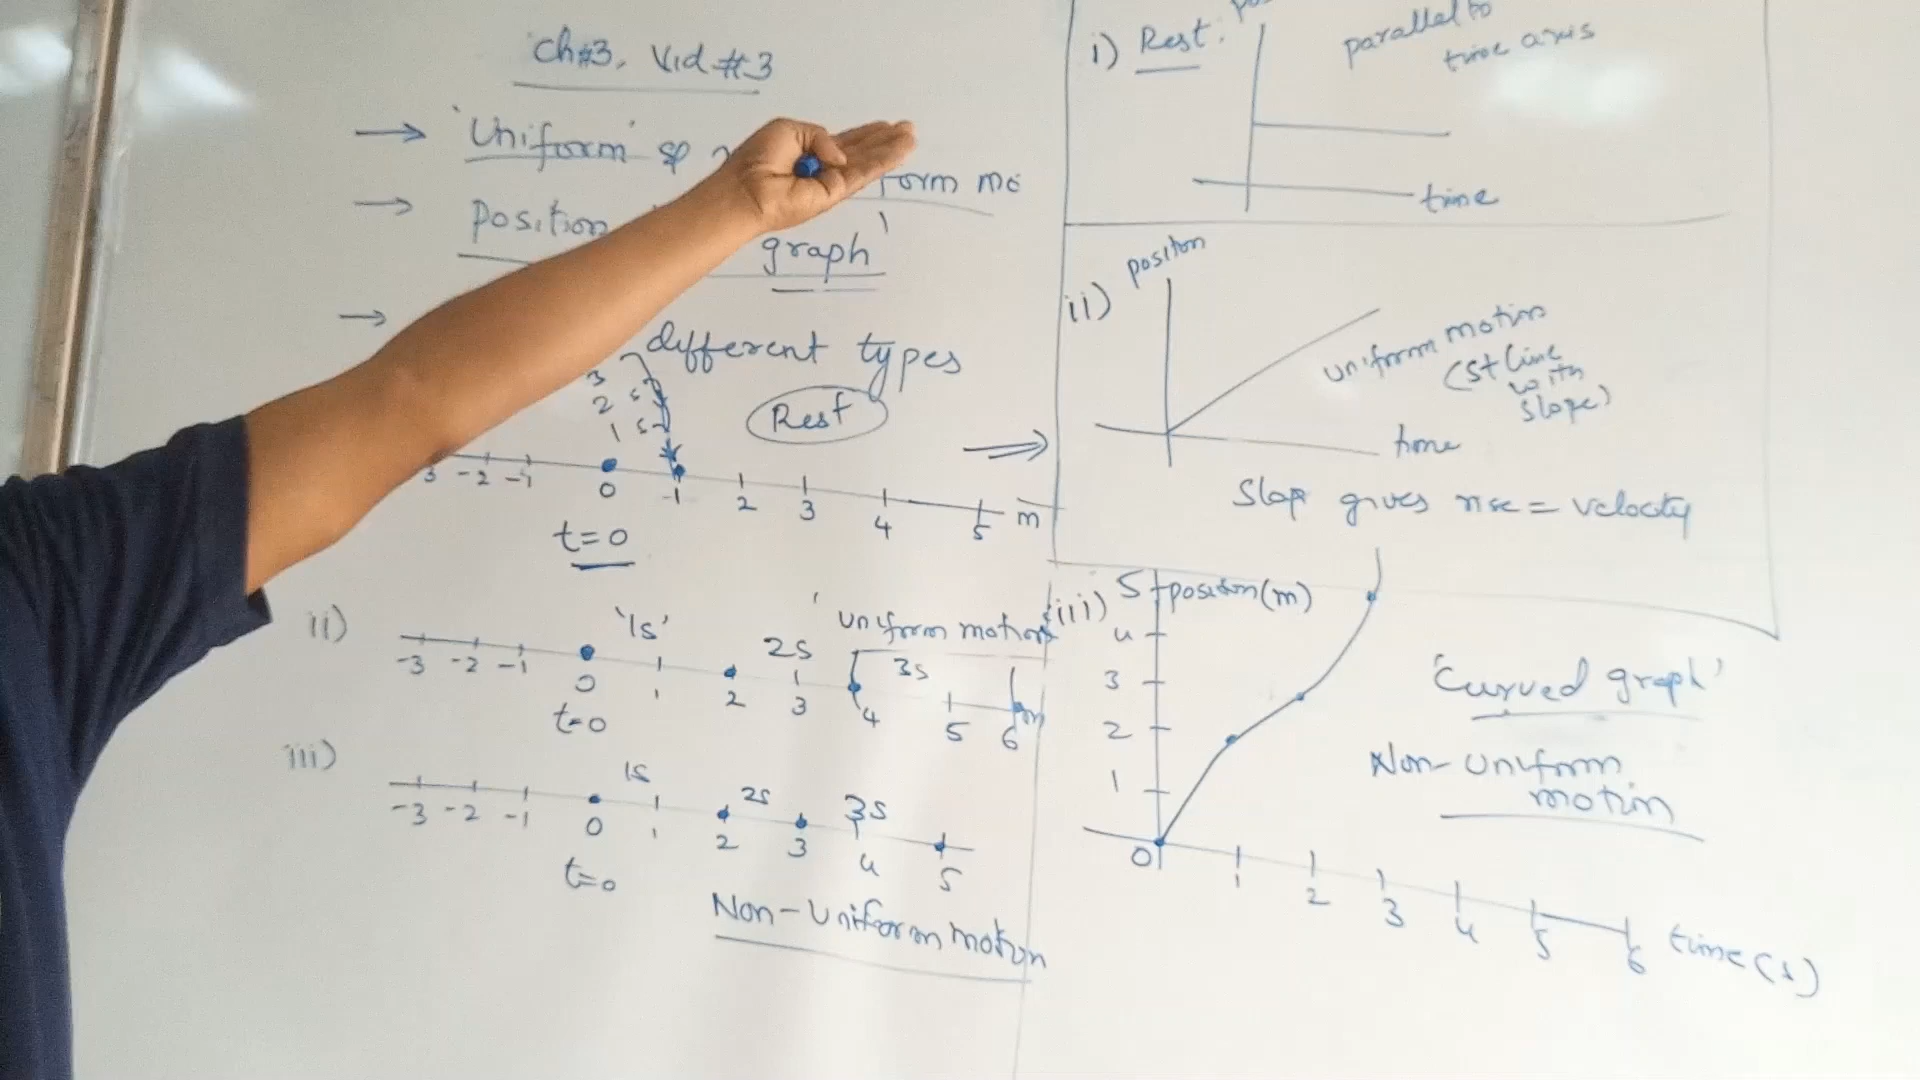 Ch#3, Vid #3
→ 'Uniform' sp
form mo
→ Position graph'
→ different types
3
2 s
1 s
Rest
3 -2 -1 0 1 2 3 4 5 m
t=0
ii) '1s' 2s 'uniform motion
3s
-3 -2 -1 0 1 2 3 4 5 6 m
t=0
iii) 1s 2s 3s
-3 -2 -1 0 1 2 3 4 5
t=0
Non-Uniform motion
i) Rest:
parallel to
time axis
time
ii) position
uniform motion
(St line
with
slope)
time
Slop gives rise = velocity
iii) 5 position(m)
4
3
2
1
0 1 2 3 4 5 6 time(s)
'Curved graph'
Non-Uniform
motion